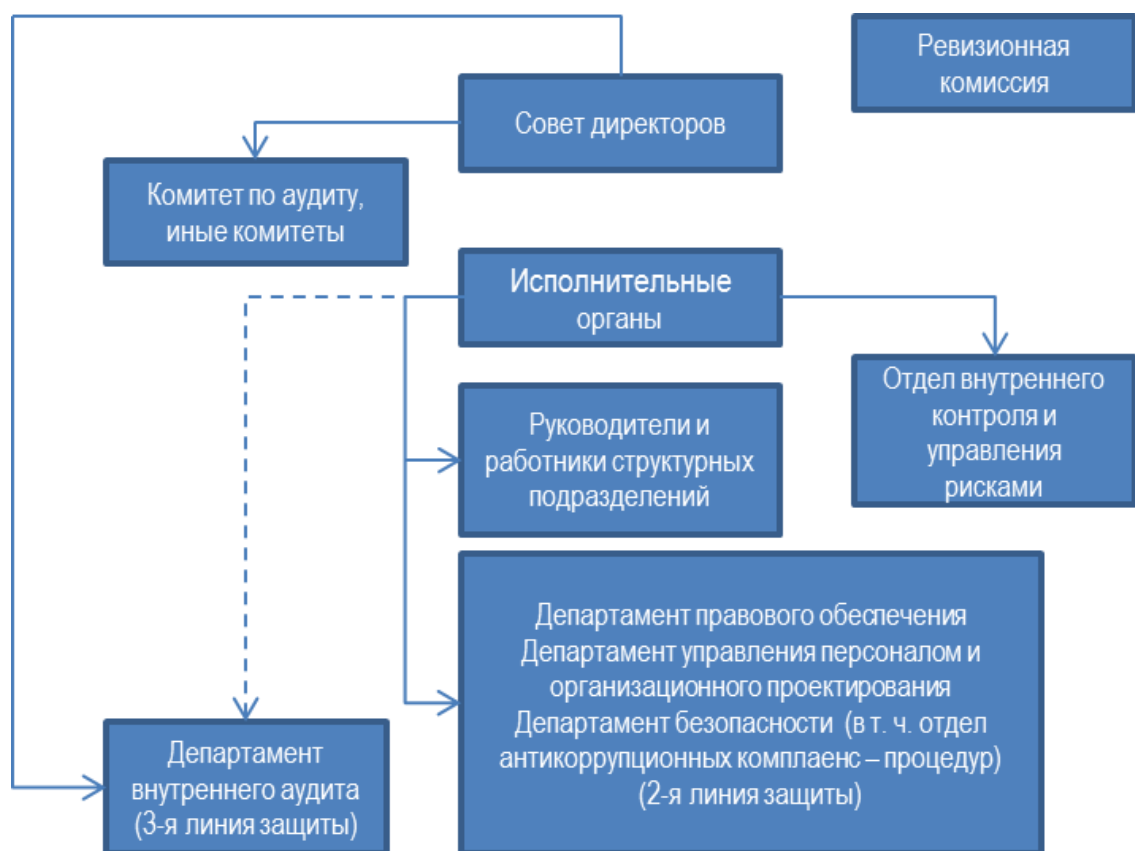 Ревизионная
комиссия
Совет директоров
Комитет по аудиту,
иные комитеты
Исполнительные
органы
Отдел внутреннего
контроля и
управления
рисками
Руководители и
работники структурных
подразделений
Департамент правового обеспечения
Департамент управления персоналом и
организационного проектирования
Департамент безопасности (в т. ч. отдел
антикоррупционных комплаенс – процедур)
(2-я линия защиты)
Департамент
внутреннего аудита
(3-я линия защиты)